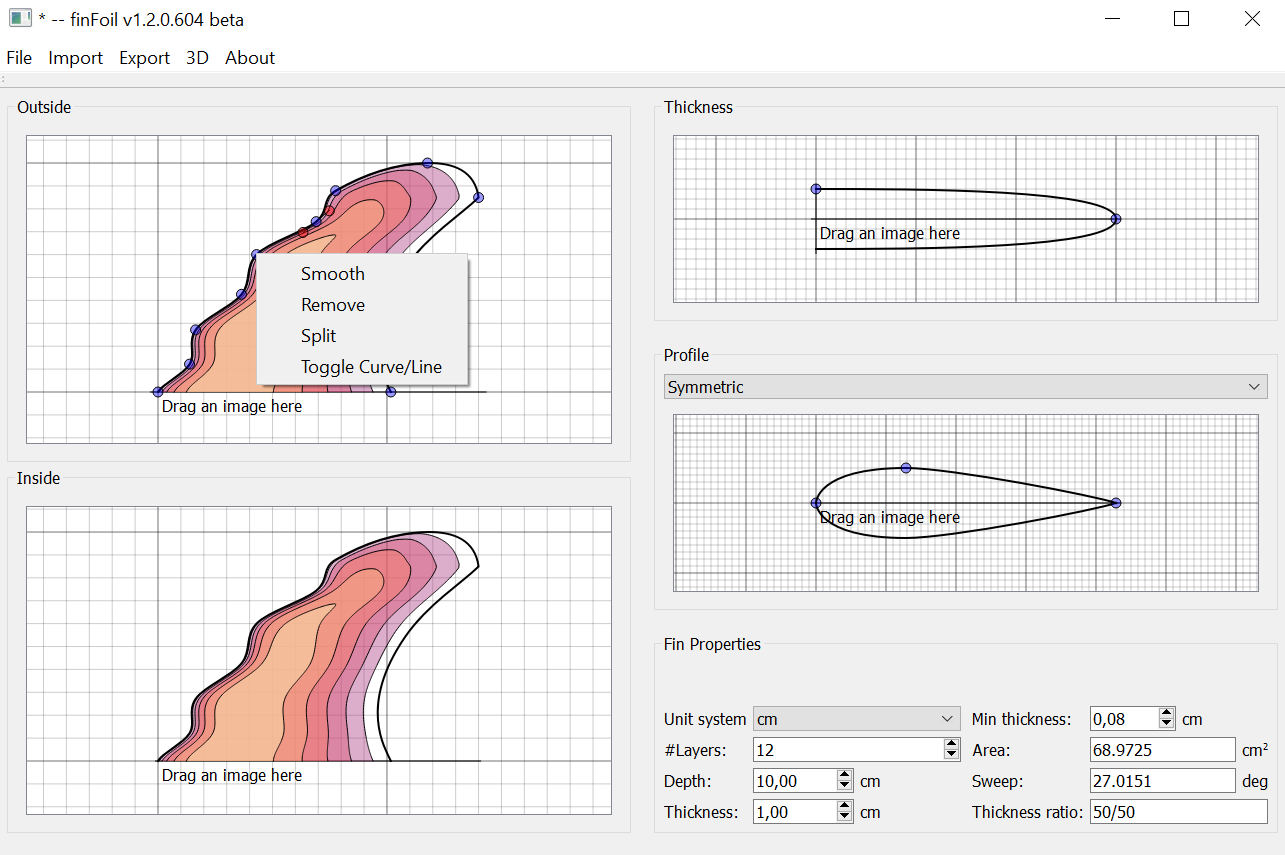 * -- finFoil v1.2.0.604 beta
File Import Export 3D About
Outside
Smooth
Remove
Split
Toggle Curve/Line
Drag an image here
Inside
Drag an image here
Thickness
Drag an image here
Profile
Symmetric
Drag an image here
Fin Properties
Unit system cm Min thickness: 0,08 cm
#Layers: 12 Area: 68.9725 cm²
Depth: 10,00 cm Sweep: 27.0151 deg
Thickness: 1,00 cm Thickness ratio: 50/50